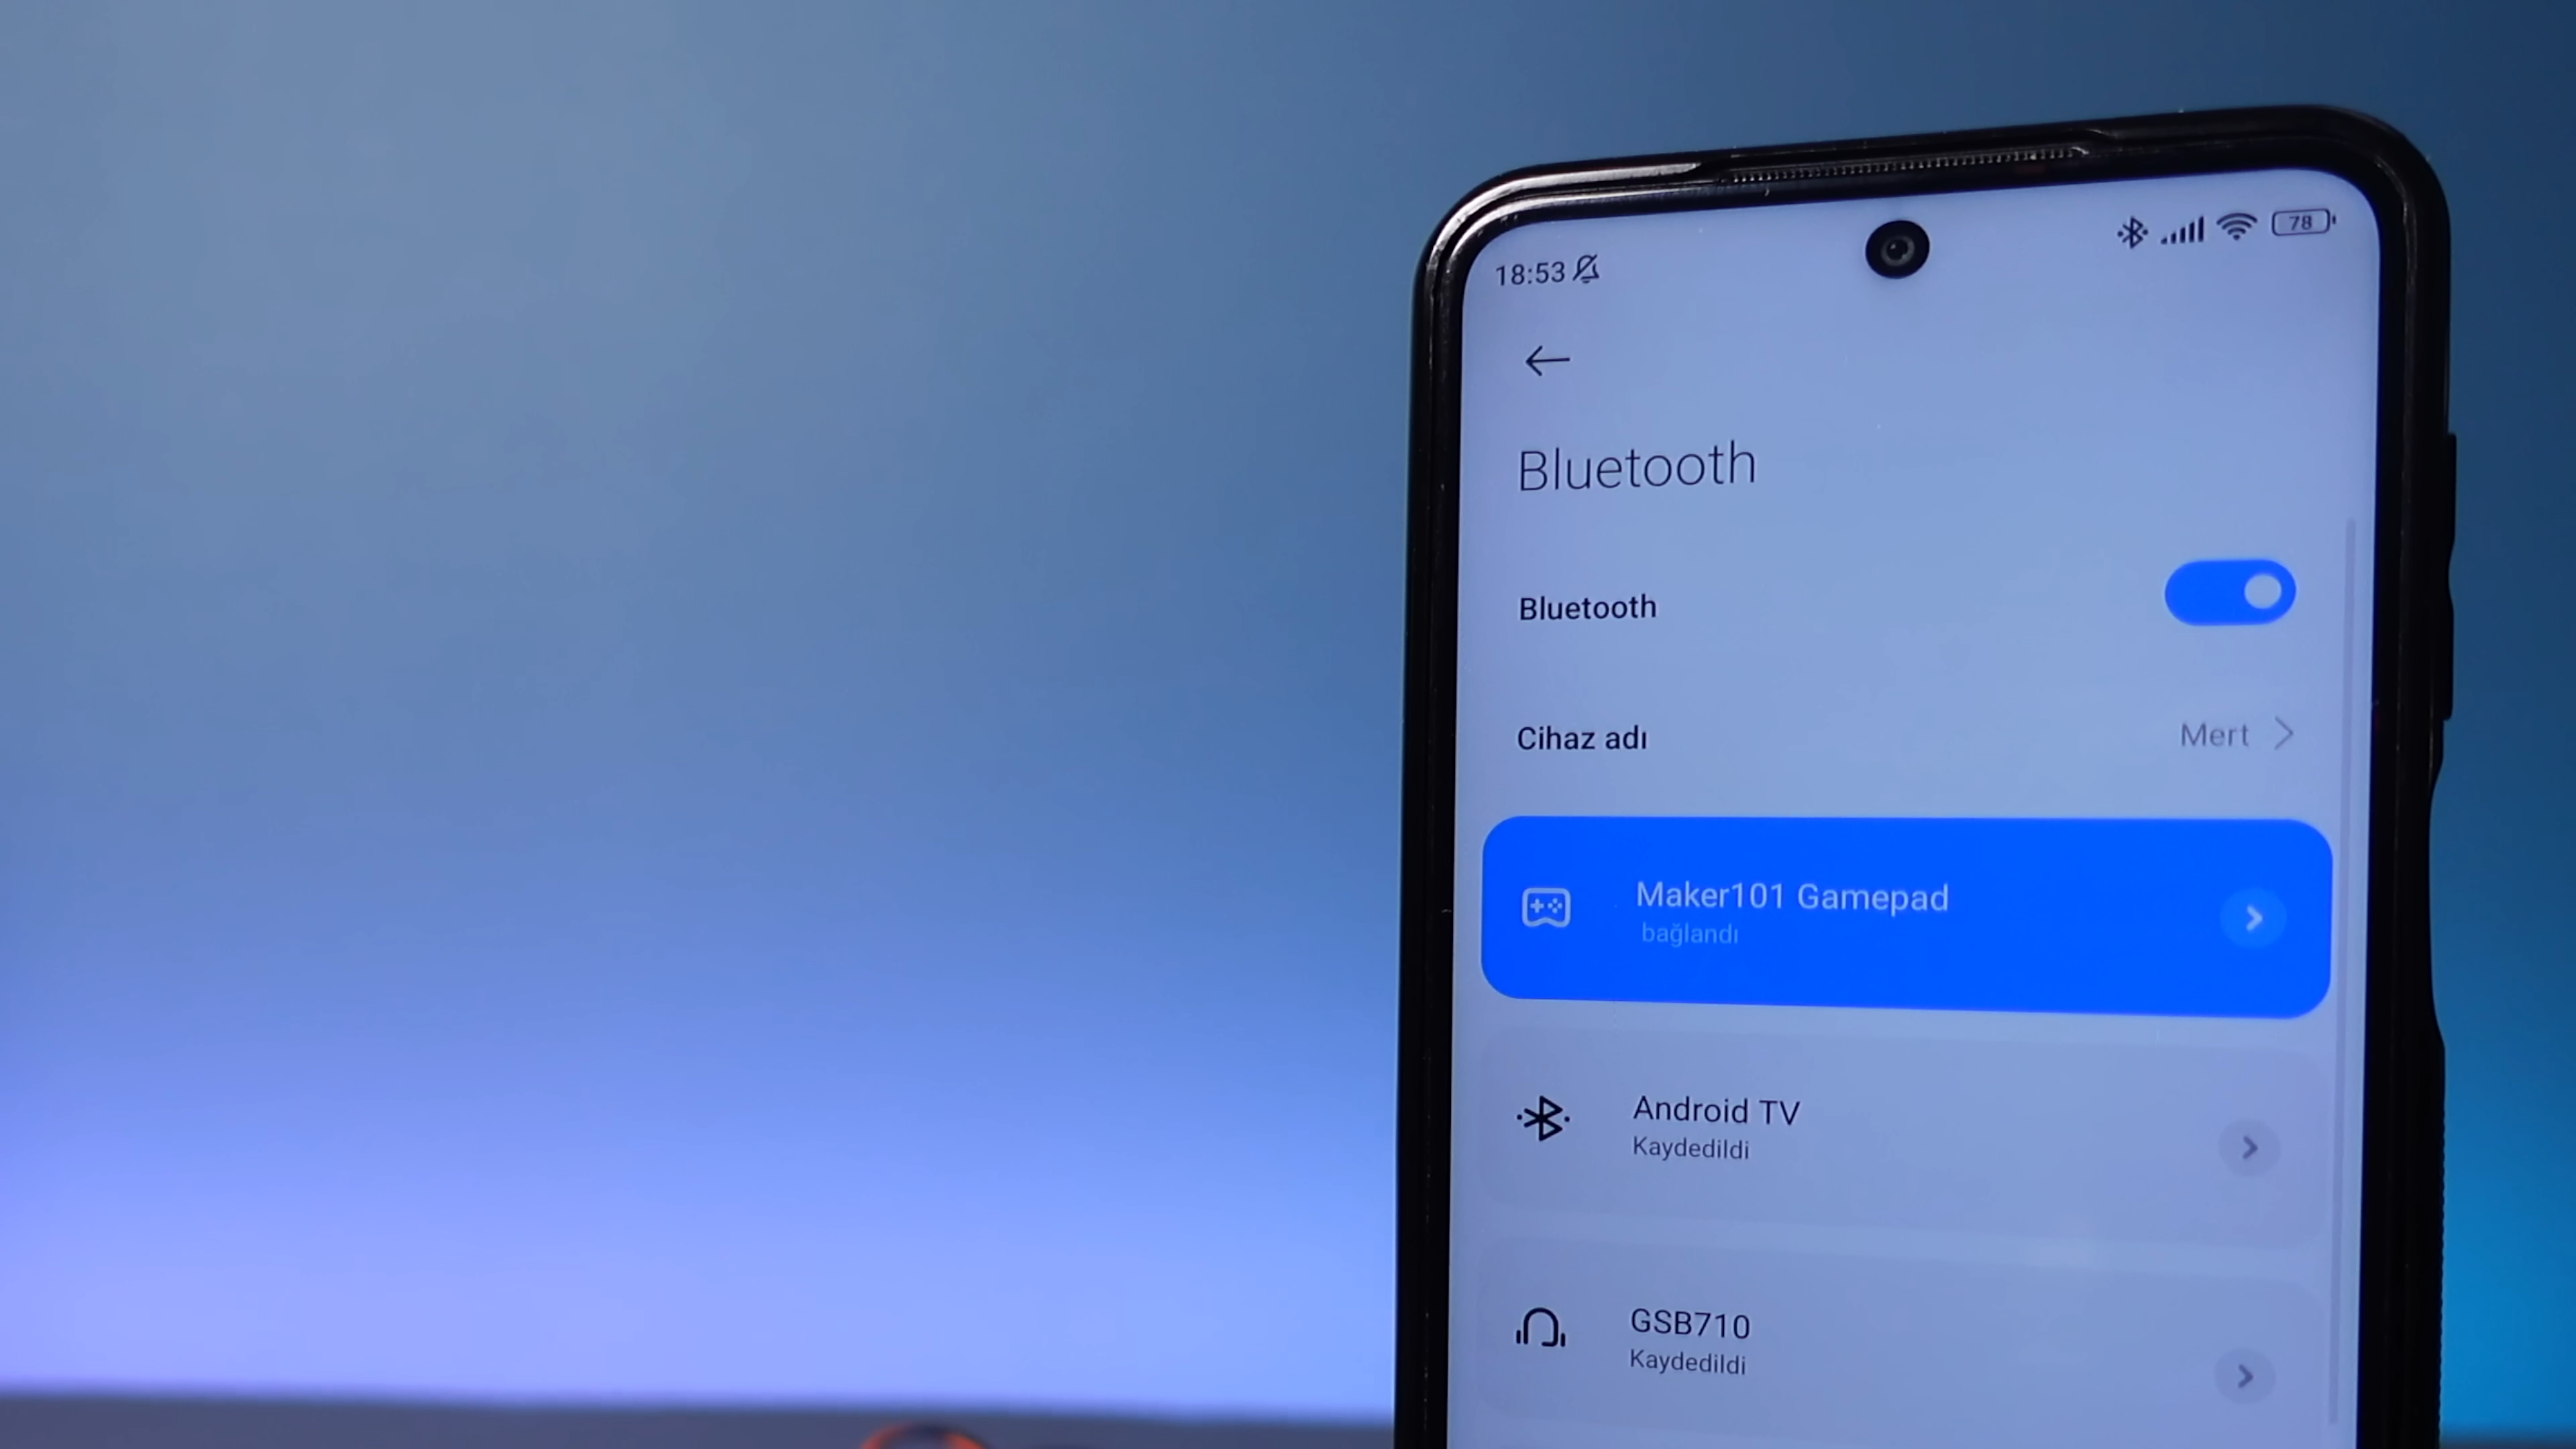 18:53
78
Bluetooth
Bluetooth
Cihaz adı
Mert
Maker101 Gamepad
bağlandı
Android TV
Kaydedildi
GSB710
Kaydedildi